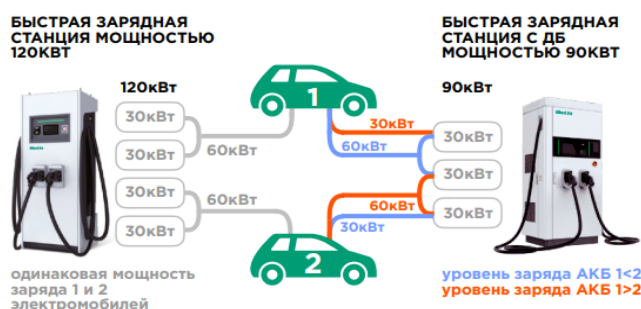 БЫСТРАЯ ЗАРЯДНАЯ
СТАНЦИЯ МОЩНОСТЬЮ
120КВТ
БЫСТРАЯ ЗАРЯДНАЯ
СТАНЦИЯ С ДБ
МОЩНОСТЬЮ 90КВТ
120кВт
30кВт
30кВт
60кВт
30кВт
30кВт
60кВт
1
2
90кВт
30кВт
60кВт
30кВт
30кВт
30кВт
60кВт
30кВт
одинаковая мощность
заряда 1 и 2
электромобилей
уровень заряда АКБ 1<2
уровень заряда АКБ 1>2